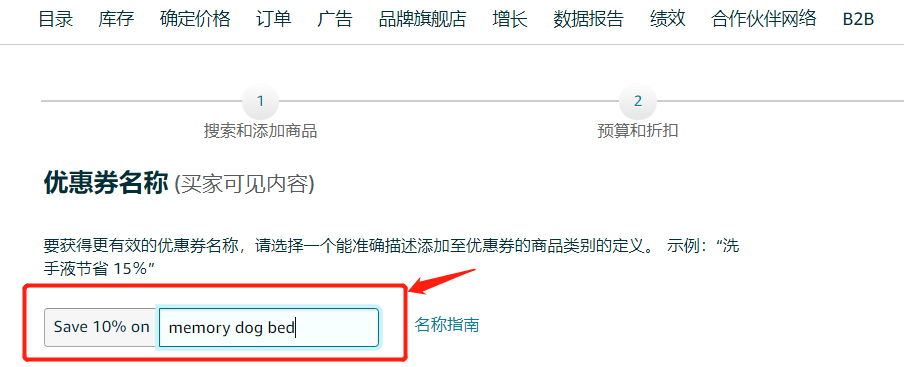 目录 库存 确定价格 订单 广告 品牌旗舰店 增长 数据报告 绩效 合作伙伴网络 B2B
1 2
搜索和添加商品 预算和折扣
优惠券名称 (买家可见内容)
要获得更有效的优惠券名称，请选择一个能准确描述添加至优惠券的商品类别的定义。 示例：“洗
手液节省 15%”
Save 10% on memory dog bed 名称指南